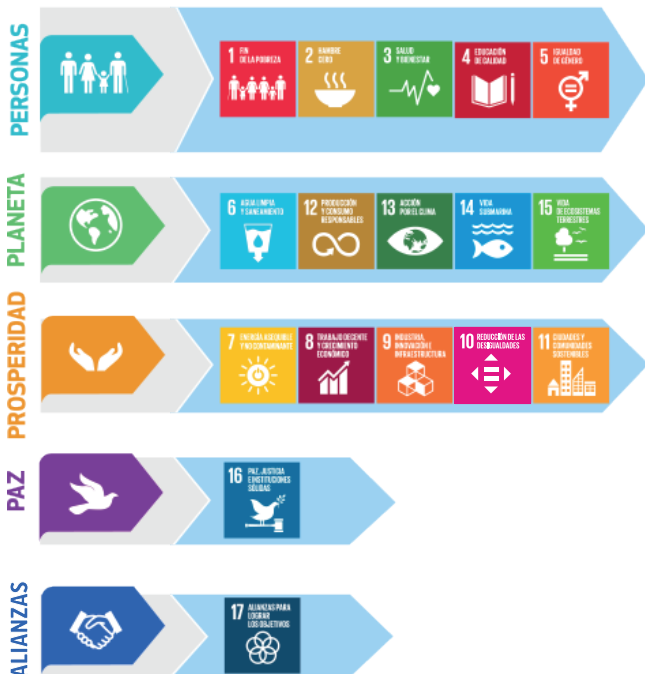 PERSONAS
1 FIN
DE LA POBREZA
2 HAMBRE
CERO
3 SALUD
Y BIENESTAR
4 EDUCACIÓN
DE CALIDAD
5 IGUALDAD
DE GÉNERO
PLANETA
6 AGUA LIMPIA
Y SANEAMIENTO
12 PRODUCCIÓN
Y CONSUMO
RESPONSABLES
13 ACCIÓN
POR EL CLIMA
14 VIDA
SUBMARINA
15 VIDA
DE ECOSISTEMAS
TERRESTRES
PROSPERIDAD
7 ENERGÍA ASEQUIBLE
Y NO CONTAMINANTE
8 TRABAJO DECENTE
Y CRECIMIENTO
ECONÓMICO
9 INDUSTRIA,
INNOVACIÓN E
INFRAESTRUCTURA
10 REDUCCIÓN DE LAS
DESIGUALDADES
11 CIUDADES Y
COMUNIDADES
SOSTENIBLES
PAZ
16 PAZ, JUSTICIA
E INSTITUCIONES
SÓLIDAS
ALIANZAS
17 ALIANZAS PARA
LOGRAR
LOS OBJETIVOS